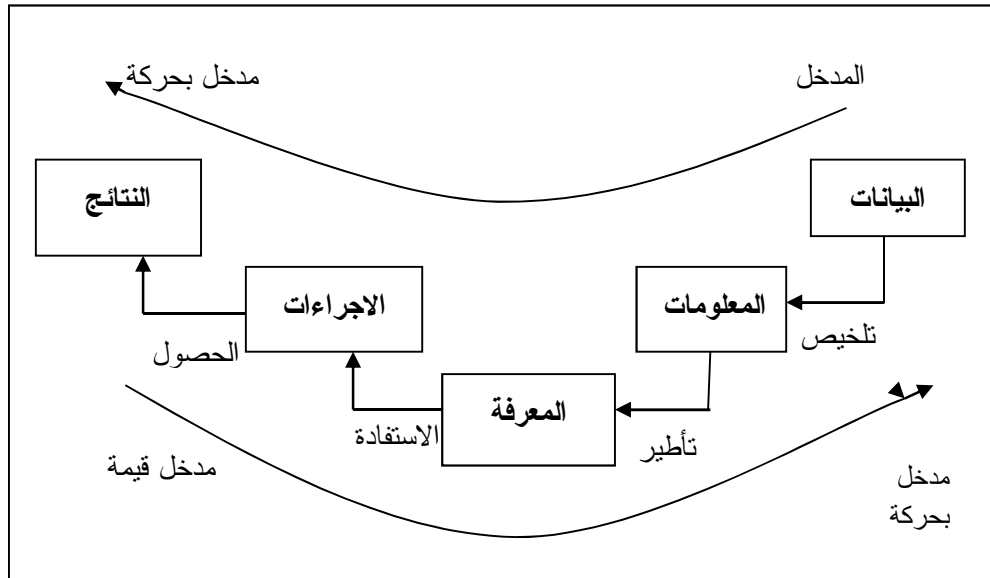 المدخل
مدخل بحركة
البيانات
النتائج
المعلومات
الاجراءات
تلخيص
الحصول
المعرفة
تأطير
الاستفادة
مدخل
بحركة
مدخل قيمة